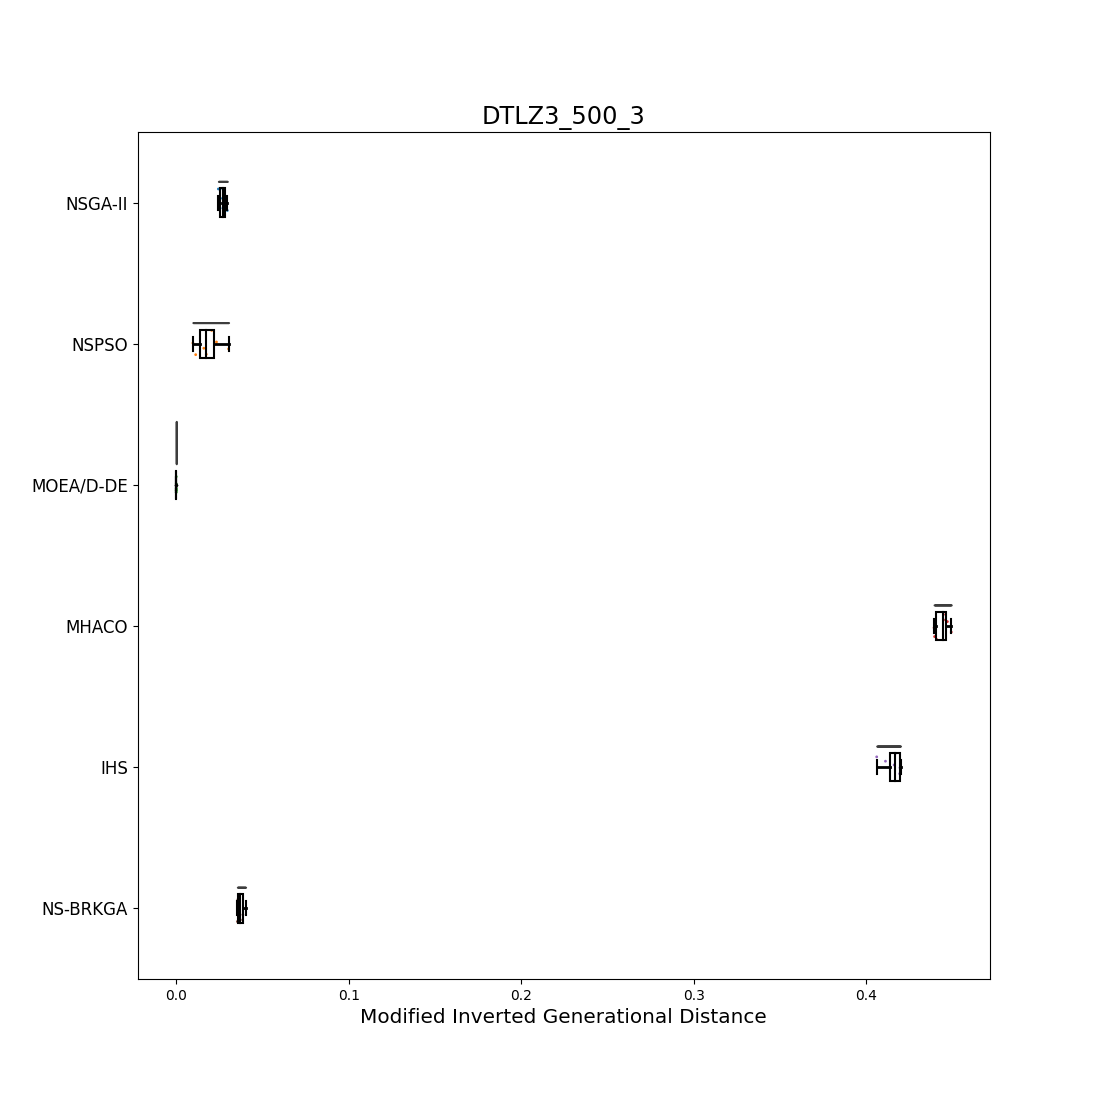 DTLZ3_500_3
NSGA-II
NSPSO
MOEA/D-DE
MHACO
IHS
NS-BRKGA
0.0 0.1 0.2 0.3 0.4
Modified Inverted Generational Distance